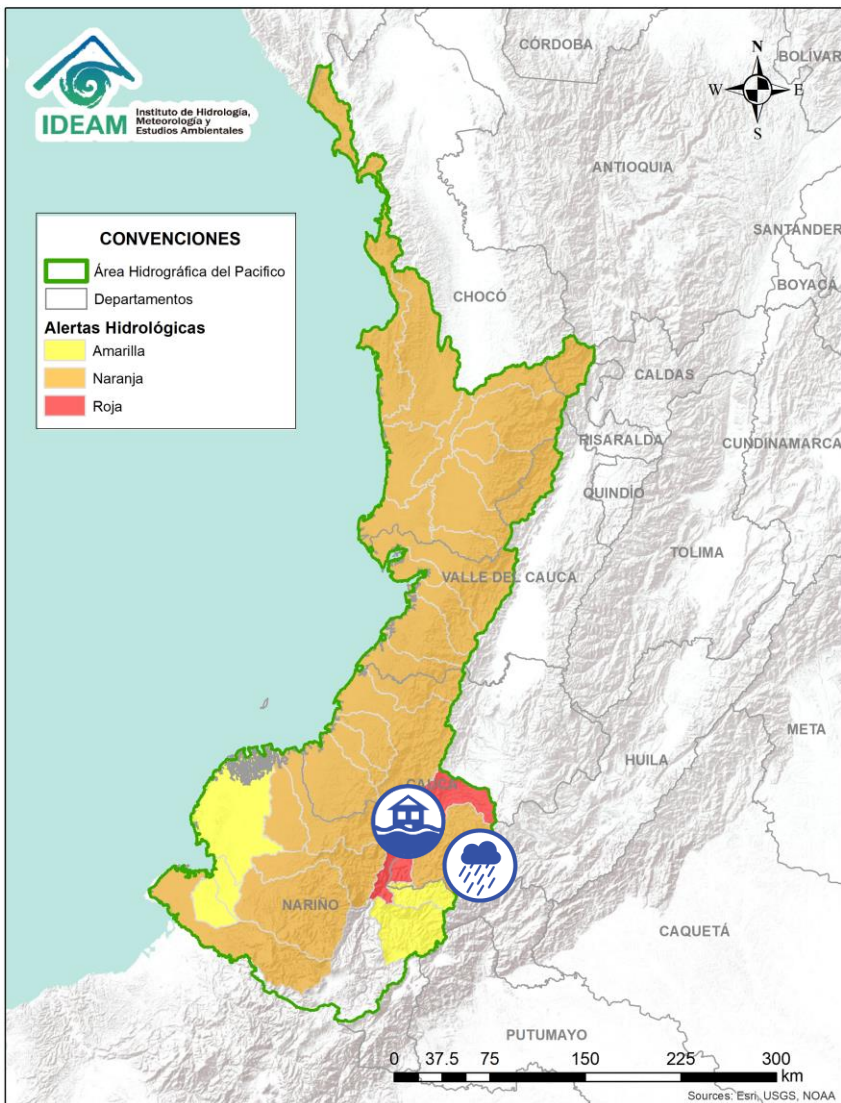 IDEAM
Instituto de Hidrología,
Meteorología y
Estudios Ambientales
CÓRDOBA
BOLÍVAR
N
W
E
S
ANTIOQUIA
SANTANDER
CONVENCIONES
Área Hidrográfica del Pacifico
Departamentos
Alertas Hidrológicas
Amarilla
Naranja
Roja
BOYACÁ
CHOCÓ
CALDAS
RISARALDA
CUNDINAMARCA
QUINDÍO
TOLIMA
VALLE DEL CAUCA
META
HUILA
CAUCA
NARIÑO
CAQUETÁ
PUTUMAYO
0 37.5 75 150 225 300
km
Sources: Esri, USGS, NOAA